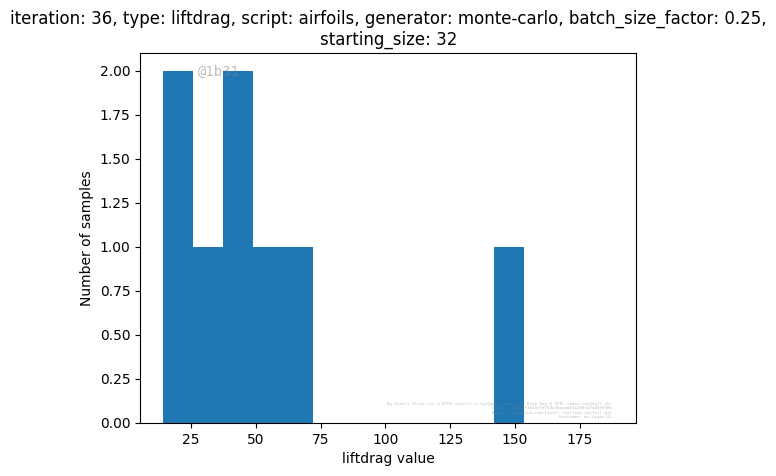 iteration: 36, type: liftdrag, script: airfoils, generator: monte-carlo, batch_size_factor: 0.25,
starting_size: 32
2.00
@1b31
1.75
1.50
1.25
1.00
0.75
0.50
0.25
0.00
Number of samples
25 50 75 100 125 150 175
liftdrag value